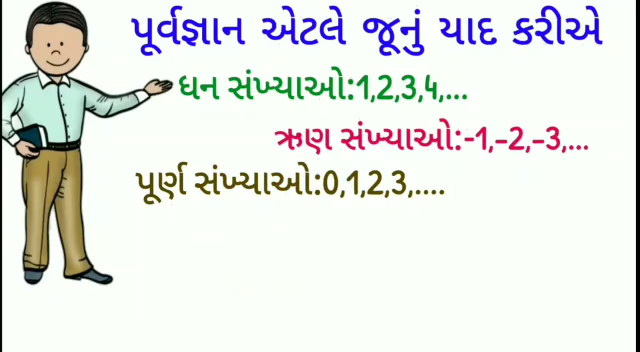 પૂર્વજ્ઞાન એટલે જૂનું યાદ કરીએ
ધન સંખ્યાઓ:1,2,3,4,...
ઋણ સંખ્યાઓ:-1,-2,-3,...
પૂર્ણ સંખ્યાઓ:0,1,2,3,....